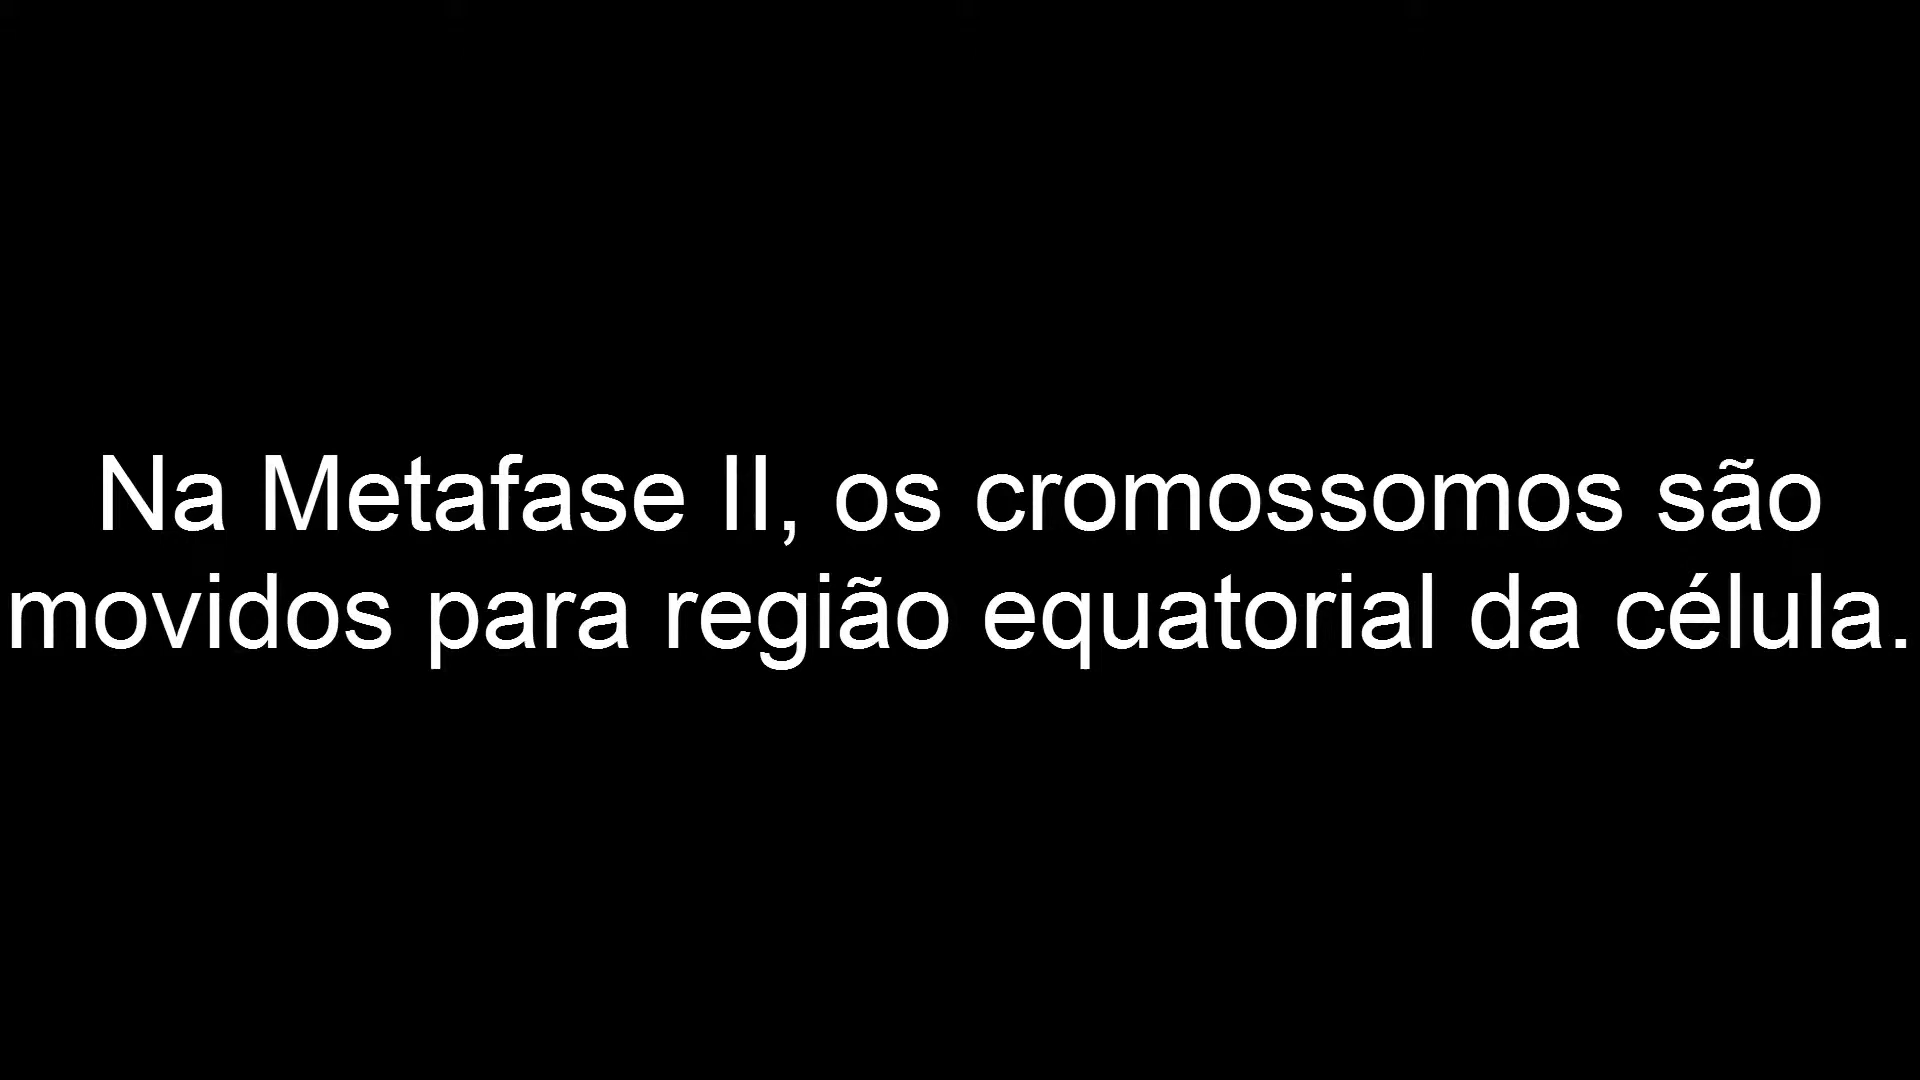 Na Metafase II, os cromossomos são
movidos para região equatorial da célula.